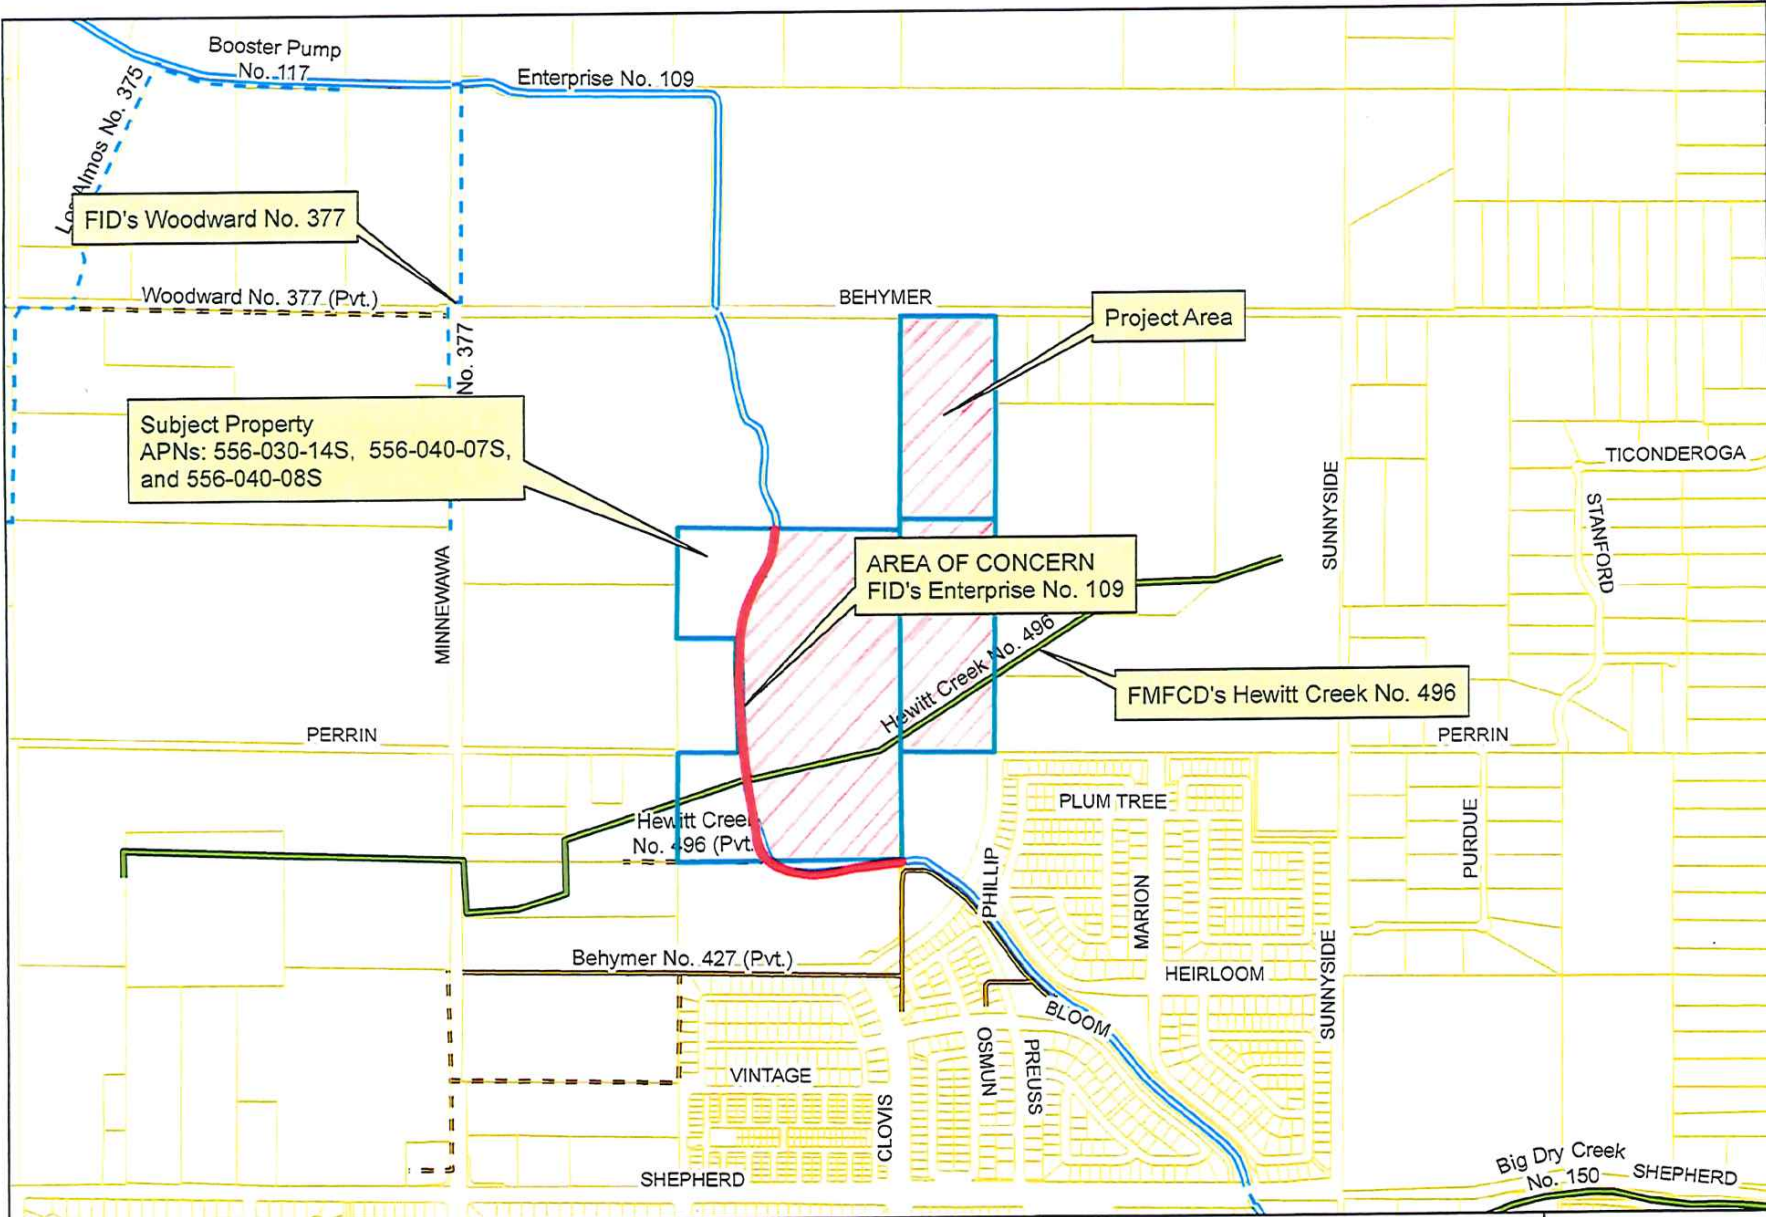 Booster Pump
No. 117
Enterprise No. 109
Los Almos No. 375
FID's Woodward No. 377
Woodward No. 377 (Pvt.)
BEHYMER
Project Area
No. 377
Subject Property
APNs: 556-030-14S, 556-040-07S,
and 556-040-08S
TICONDEROGA
SUNNYSIDE
STANFORD
MINNEWAWA
AREA OF CONCERN
FID's Enterprise No. 109
Hewitt Creek No. 496
FMFCD's Hewitt Creek No. 496
PERRIN
PERRIN
PLUM TREE
Hewitt Creek
No. 496 (Pvt.)
PHILLIP
MARION
PURDUE
Behymer No. 427 (Pvt.)
HEIRLOOM
SUNNYSIDE
BLOOM
OSMUN
PREUSS
VINTAGE
CLOVIS
SHEPHERD
Big Dry Creek
No. 150
SHEPHERD